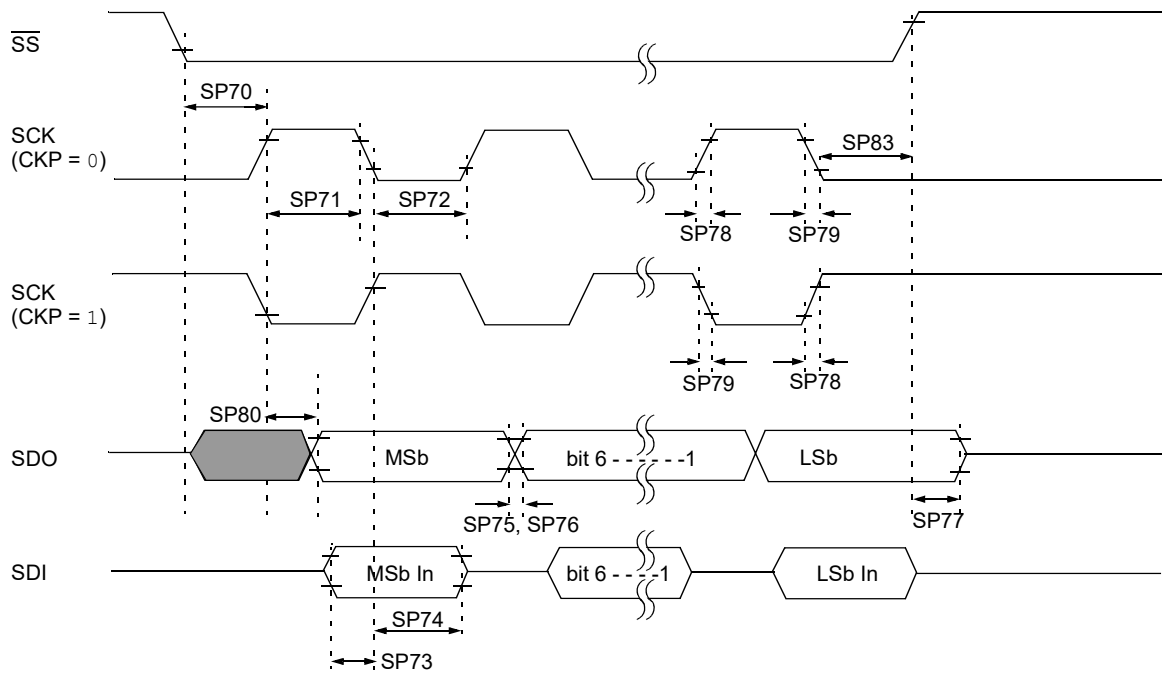 SS
SP70
SCK
(CKP = 0)
SP83
SP71
SP72
SP78
SP79
SCK
(CKP = 1)
SP79
SP78
SP80
SDO
MSb
bit 6 - - - - - -1
LSb
SP75, SP76
SP77
SDI
MSb In
bit 6 - - - - -1
LSb In
SP74
SP73